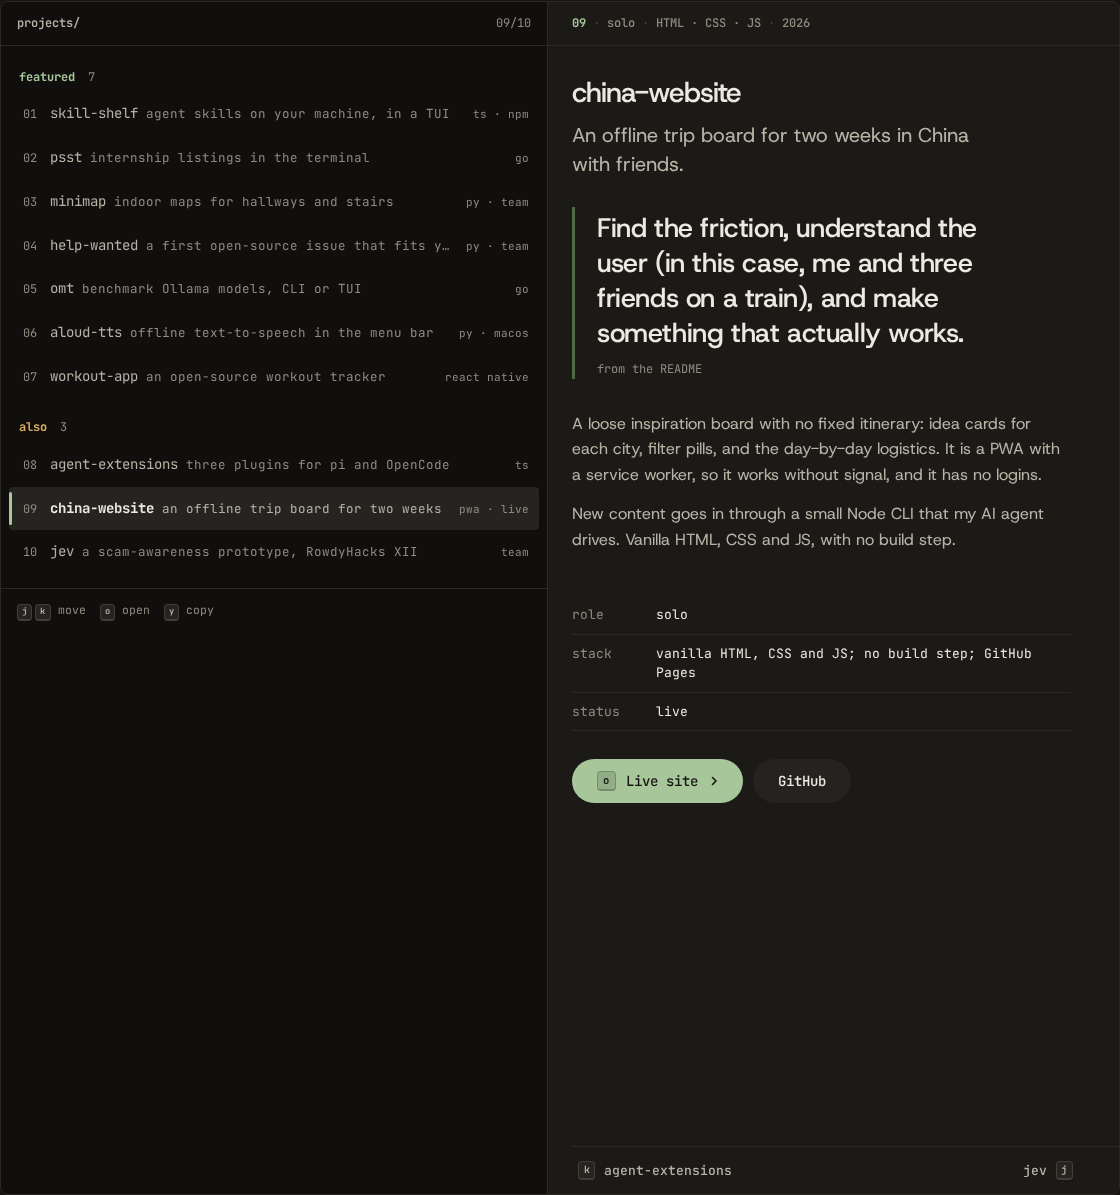 projects/ 09/10
featured 7
01 skill-shelf agent skills on your machine, in a TUI ts · npm
02 psst internship listings in the terminal go
03 minimap indoor maps for hallways and stairs py · team
04 help-wanted a first open-source issue that fits y… py · team
05 omt benchmark Ollama models, CLI or TUI go
06 aloud-tts offline text-to-speech in the menu bar py · macos
07 workout-app an open-source workout tracker react native
also 3
08 agent-extensions three plugins for pi and OpenCode ts
09 china-website an offline trip board for two weeks pwa · live
10 jev a scam-awareness prototype, RowdyHacks XII team
j k move o open y copy
09 · solo · HTML · CSS · JS · 2026
china-website
An offline trip board for two weeks in China
with friends.
Find the friction, understand the
user (in this case, me and three
friends on a train), and make
something that actually works.
from the README
A loose inspiration board with no fixed itinerary: idea cards for
each city, filter pills, and the day-by-day logistics. It is a PWA with
a service worker, so it works without signal, and it has no logins.
New content goes in through a small Node CLI that my AI agent
drives. Vanilla HTML, CSS and JS, with no build step.
role solo
stack vanilla HTML, CSS and JS; no build step; GitHub
Pages
status live
o Live site › GitHub
k agent-extensions jev j